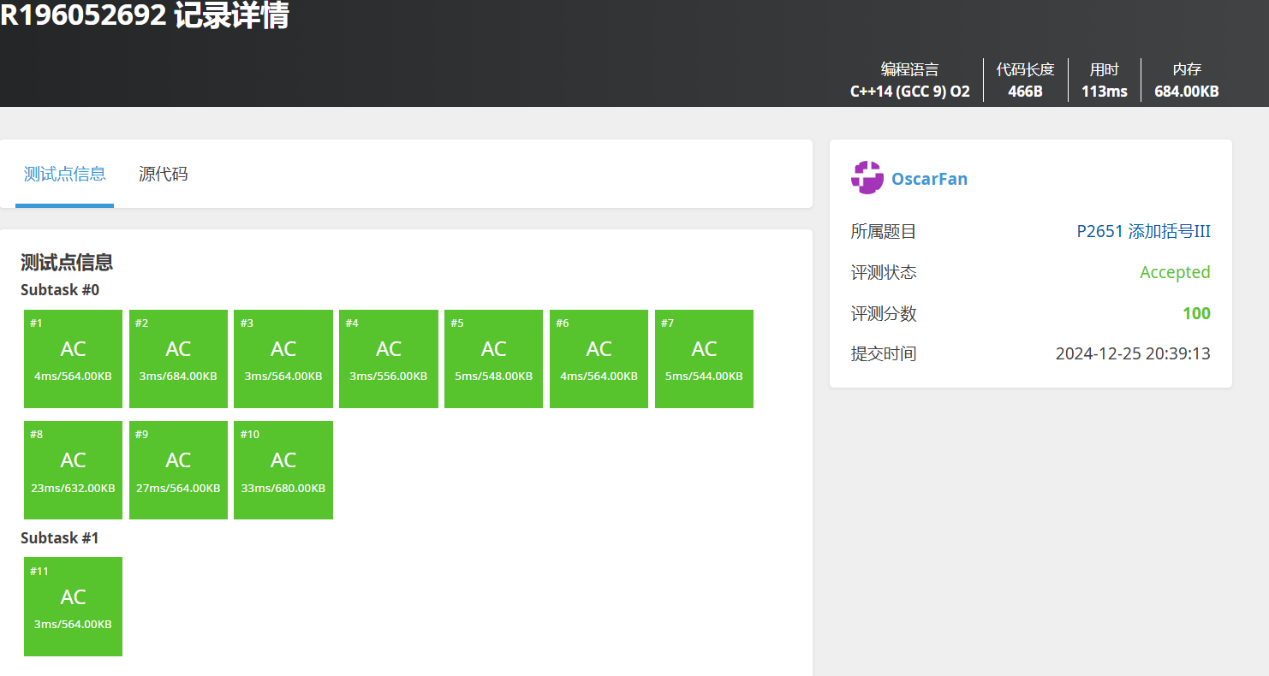 R196052692 记录详情
编程语言 代码长度 用时 内存
C++14 (GCC 9) O2 466B 113ms 684.00KB
测试点信息 源代码
OscarFan
所属题目 P2651 添加括号III
评测状态 Accepted
评测分数 100
提交时间 2024-12-25 20:39:13
测试点信息
Subtask #0
#1 #2 #3 #4 #5 #6 #7
AC AC AC AC AC AC AC
4ms/564.00KB 3ms/684.00KB 3ms/564.00KB 3ms/556.00KB 5ms/548.00KB 4ms/564.00KB 5ms/544.00KB
#8 #9 #10
AC AC AC
23ms/632.00KB 27ms/564.00KB 33ms/680.00KB
Subtask #1
#11
AC
3ms/564.00KB